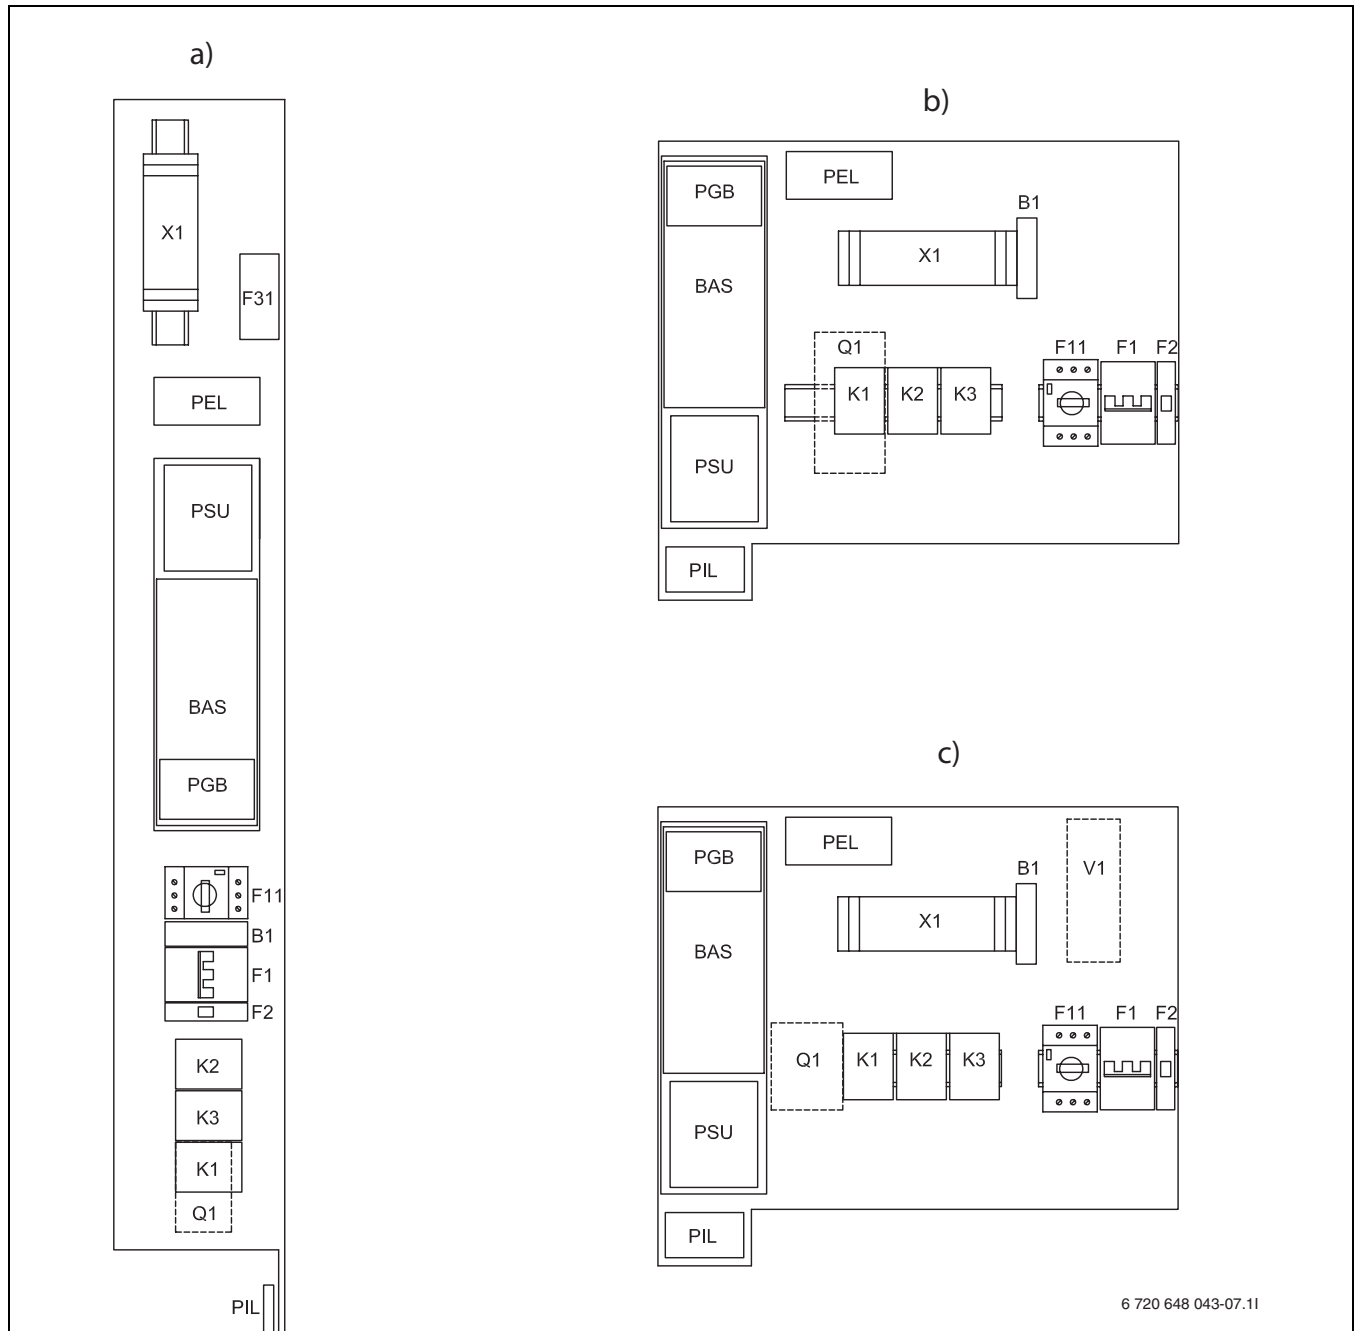 a)
X1
F31
PEL
PSU
BAS
PGB
F11
B1
F1
F2
K2
K3
K1
Q1
PIL
b)
PGB
PEL
B1
X1
BAS
Q1
F11 F1 F2
K1 K2 K3
PSU
PIL
c)
PGB
PEL
B1
V1
X1
BAS
F11 F1 F2
Q1 K1 K2 K3
PSU
PIL
6 720 648 043-07.1I